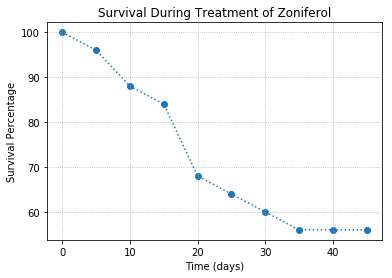 Survival During Treatment of Zoniferol
100
90
80
70
60
Survival Percentage
0 10 20 30 40
Time (days)